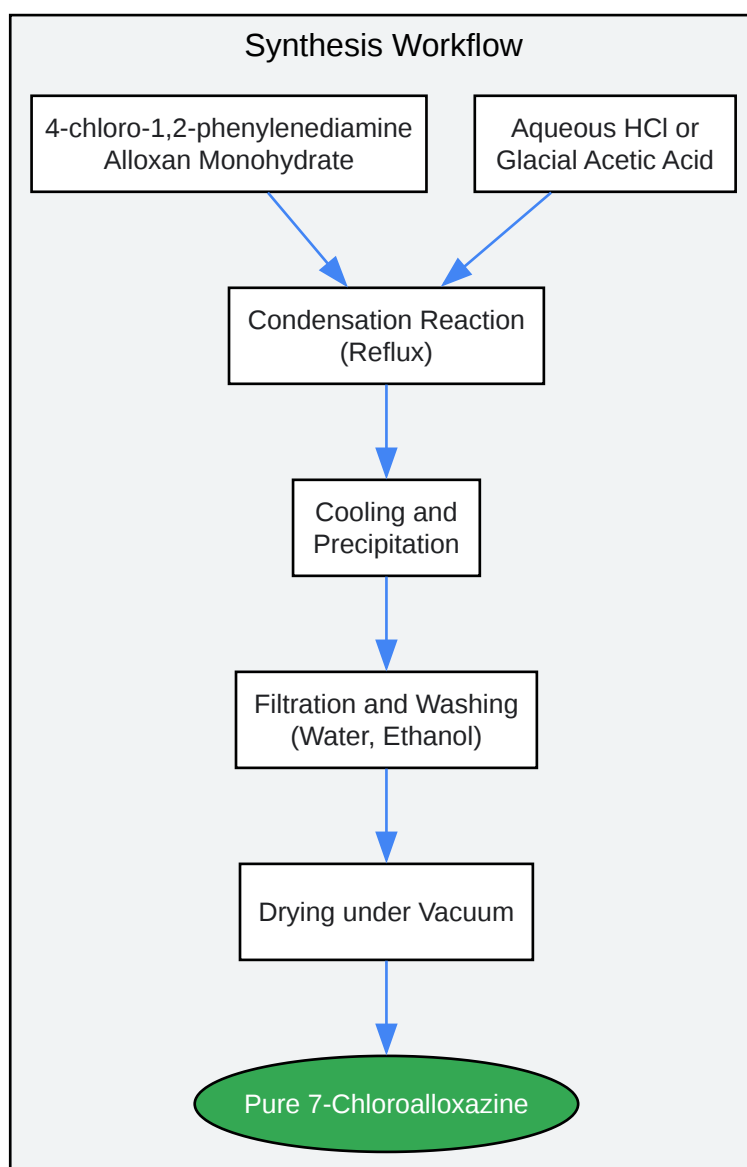 Synthesis Workflow
4-chloro-1,2-phenylenediamine
Alloxan Monohydrate
Aqueous HCl or
Glacial Acetic Acid
Condensation Reaction
(Reflux)
Cooling and
Precipitation
Filtration and Washing
(Water, Ethanol)
Drying under Vacuum
Pure 7-Chloroalloxazine